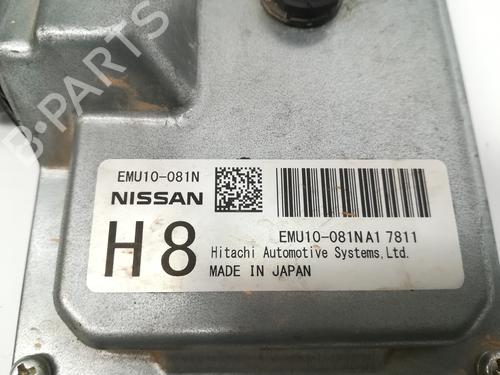 B-PARTS
EMU10-081N
NISSAN
H8
EMU10-081NA1 7811
Hitachi Automotive Systems,Ltd.
MADE IN JAPAN